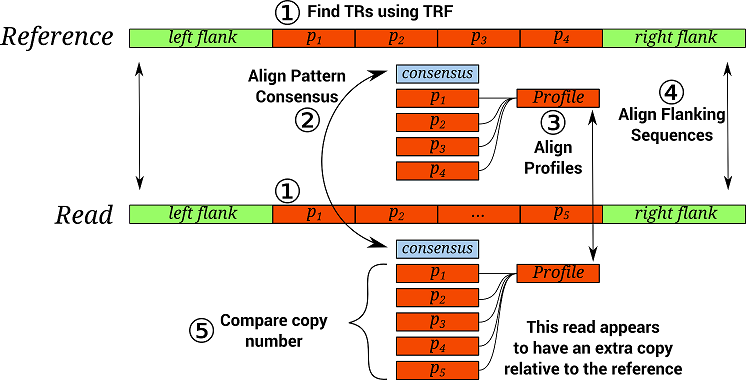 ① Find TRs using TRF
Reference
left flank p1 p2 p3 p4 right flank
Align Pattern
Consensus
②
consensus
p1
p2
p3
p4
Profile
③
Align
Profiles
④
Align Flanking
Sequences
①
Read
left flank p1 p2 ... p5 right flank
consensus
p1
p2
p3
p4
p5
Profile
⑤ Compare copy
number
This read appears
to have an extra copy
relative to the reference